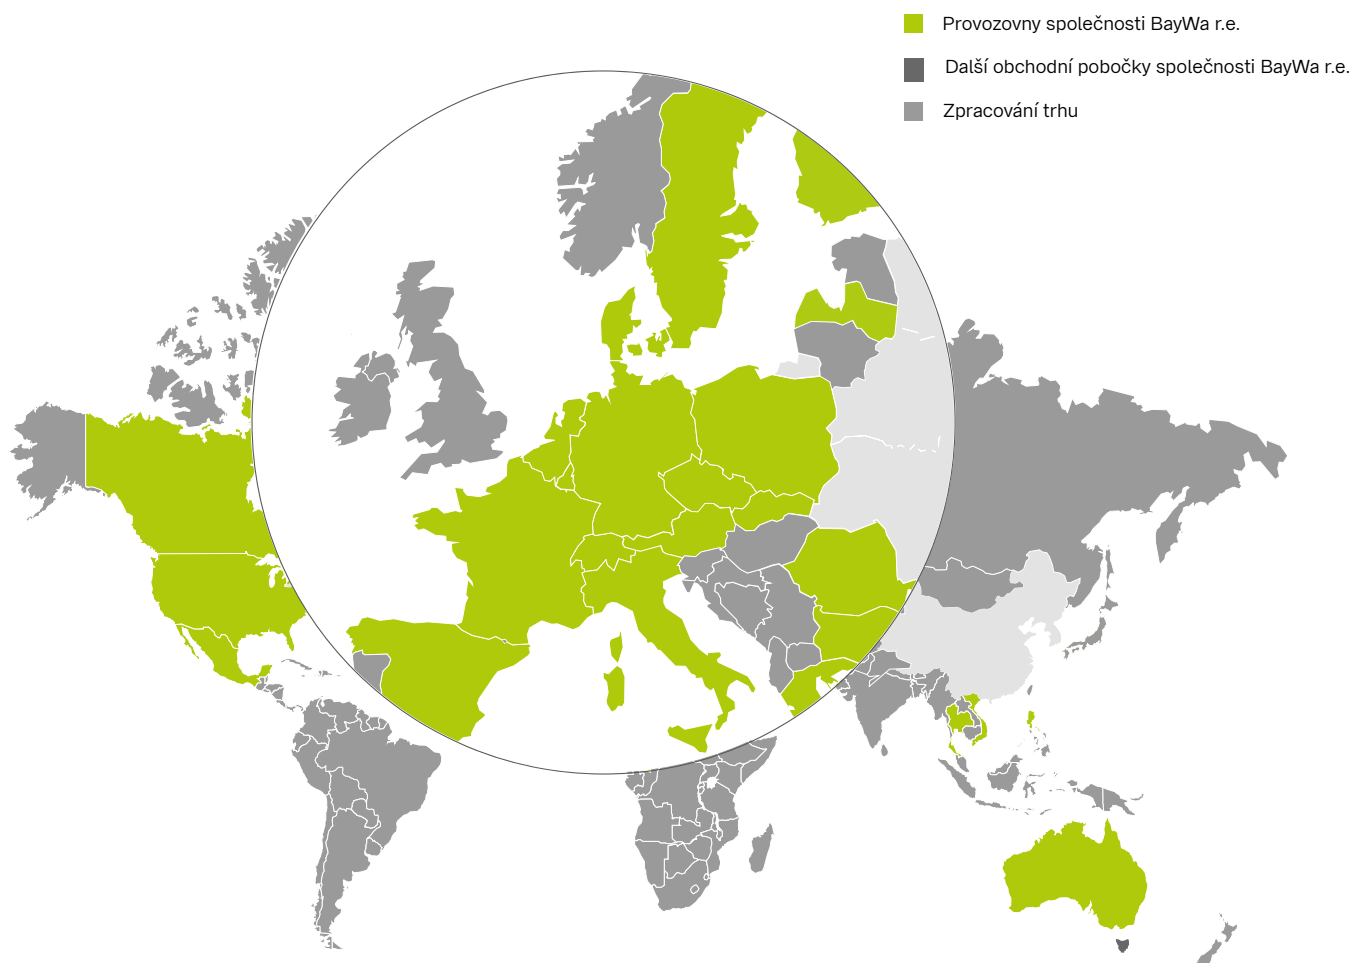 Provozovny společnosti BayWa r.e.
Další obchodní pobočky společnosti BayWa r.e.
Zpracování trhu